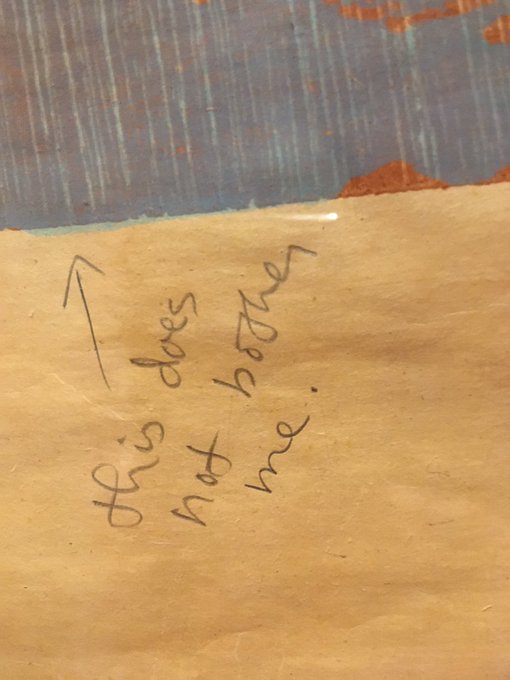 this does
not bother
me.